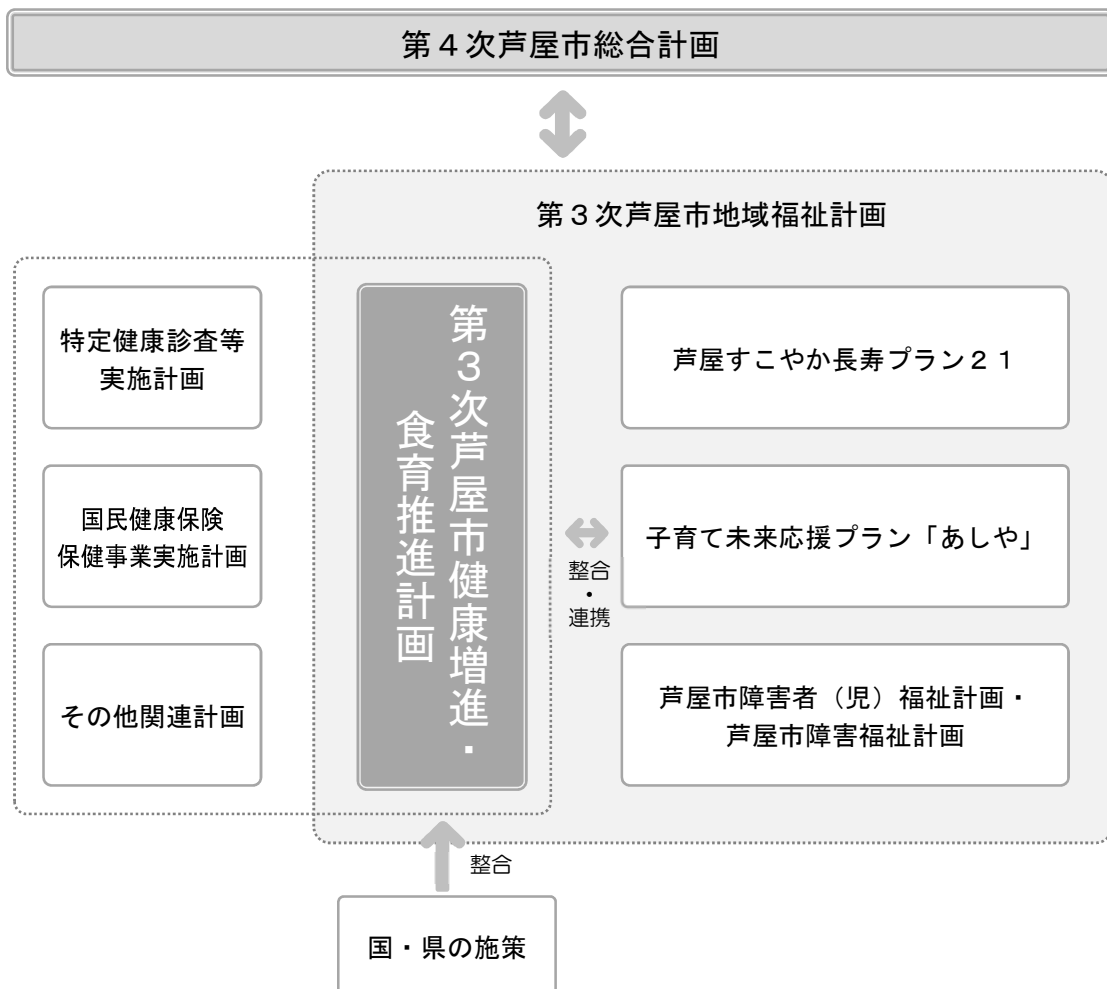 第４次芦屋市総合計画
第３次芦屋市地域福祉計画
特定健康診査等
実施計画
国民健康保険
保健事業実施計画
その他関連計画
第３次芦屋市健康増進・
食育推進計画
整合
・
連携
芦屋すこやか長寿プラン２１
子育て未来応援プラン「あしや」
芦屋市障害者（児）福祉計画・
芦屋市障害福祉計画
整合
国・県の施策